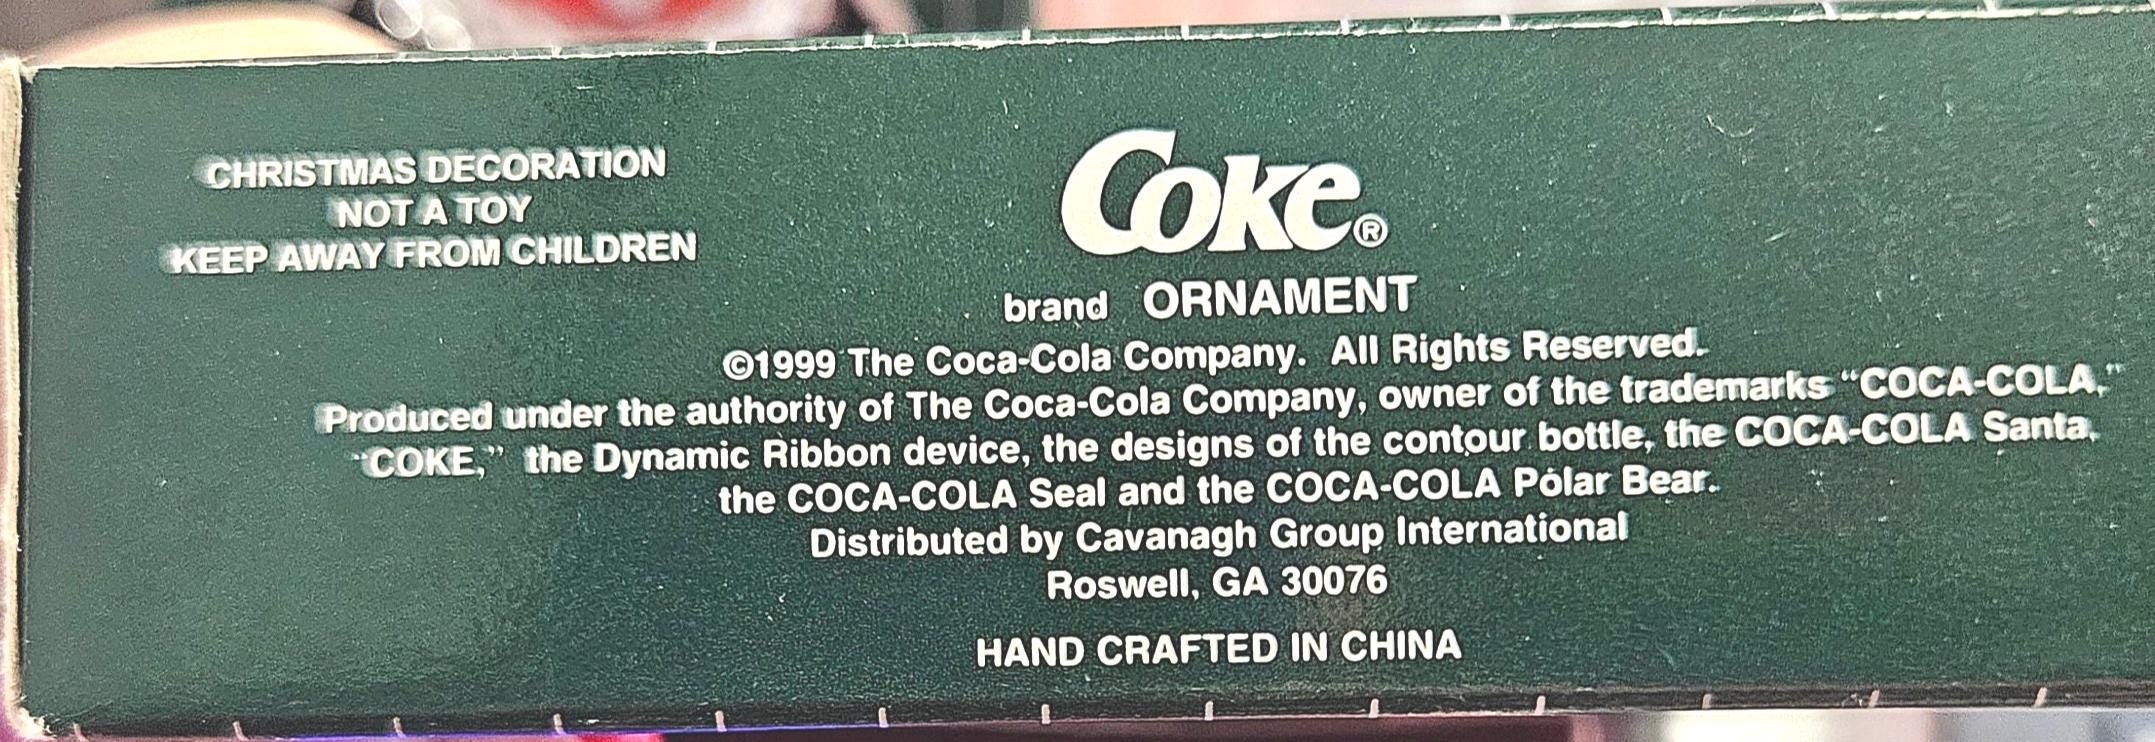 CHRISTMAS DECORATION
NOT A TOY
KEEP AWAY FROM CHILDREN
Coke®
brand ORNAMENT
©1999 The Coca-Cola Company. All Rights Reserved.
Produced under the authority of The Coca-Cola Company, owner of the trademarks “COCA-COLA,”
“COKE,” the Dynamic Ribbon device, the designs of the contour bottle, the COCA-COLA Santa,
the COCA-COLA Seal and the COCA-COLA Polar Bear.
Distributed by Cavanagh Group International
Roswell, GA 30076
HAND CRAFTED IN CHINA